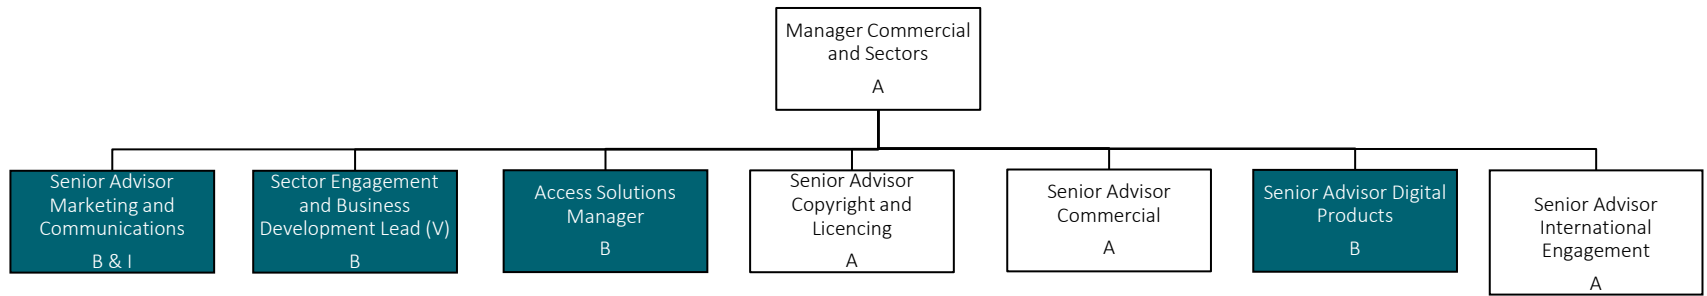 Manager Commercial
and Sectors
A
Senior Advisor
Marketing and
Communications
B & I
Sector Engagement
and Business
Development Lead (V)
B
Access Solutions
Manager
B
Senior Advisor
Copyright and
Licencing
A
Senior Advisor
Commercial
A
Senior Advisor Digital
Products
B
Senior Advisor
International
Engagement
A